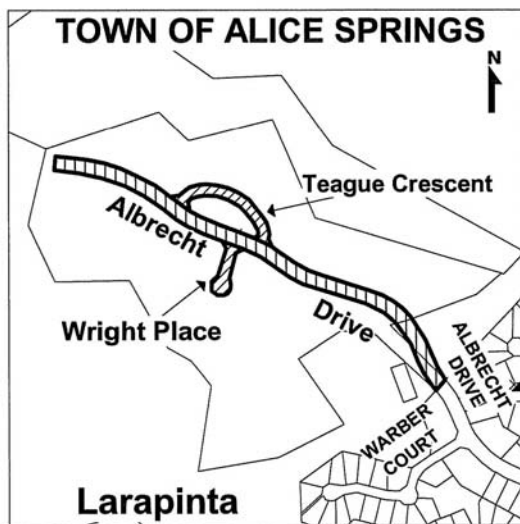 TOWN OF ALICE SPRINGS
N
Teague Crescent
Albrecht
Drive
Wright Place
ALBRECHT
DRIVE
WARBER
COURT
Larapinta